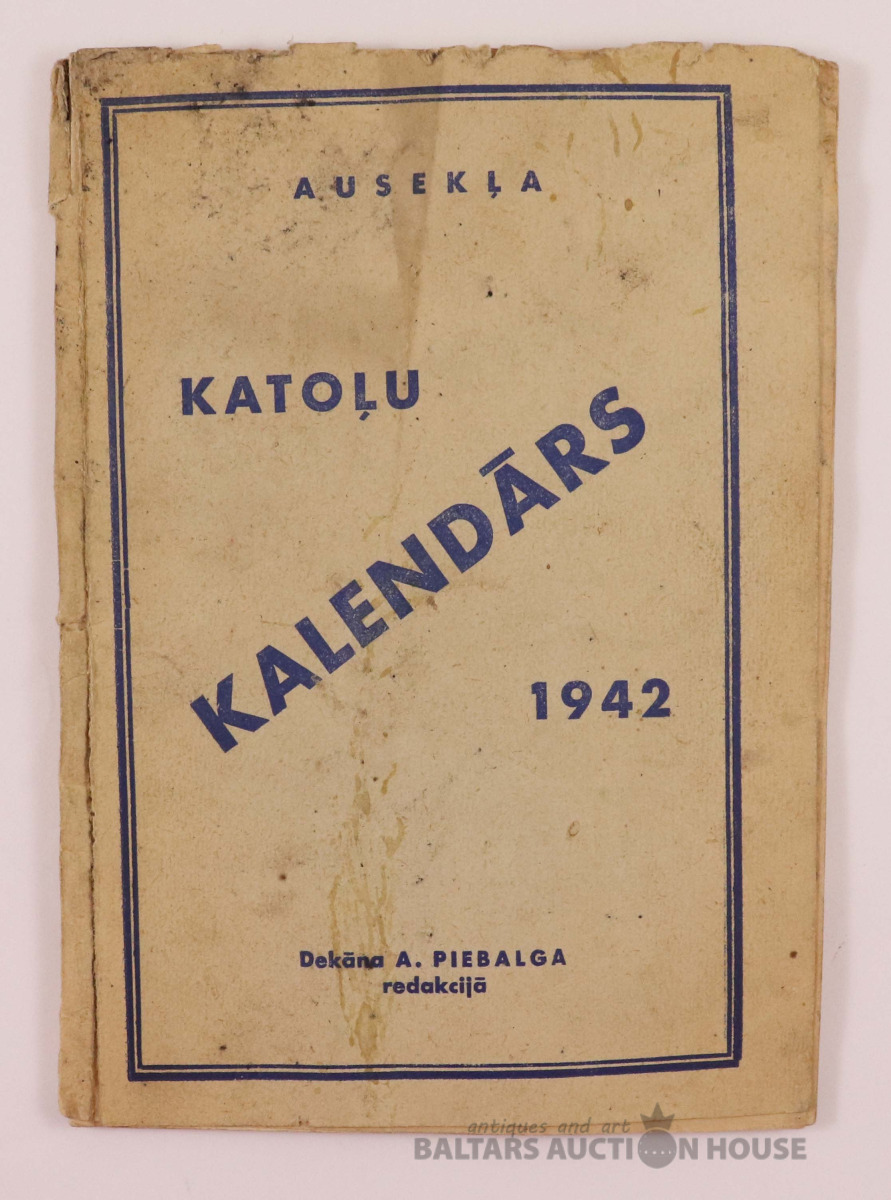 AUSEKĻA
KATOĻU
KALENDĀRS
1942
Dekāna A. PIEBALGA
redakcijā
antiques and art
BALTARS AUCTION HOUSE